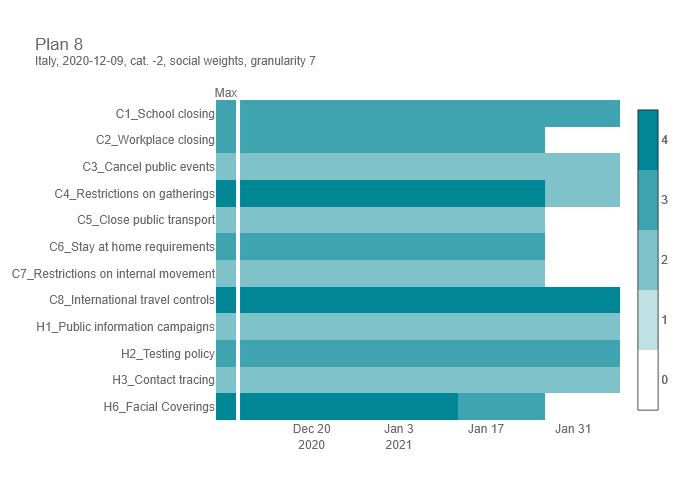 Plan 8
Italy, 2020-12-09, cat. -2, social weights, granularity 7
Max
C1_School closing
C2_Workplace closing
C3_Cancel public events
C4_Restrictions on gatherings
C5_Close public transport
C6_Stay at home requirements
C7_Restrictions on internal movement
C8_International travel controls
H1_Public information campaigns
H2_Testing policy
H3_Contact tracing
H6_Facial Coverings
4
3
2
1
0
Dec 20 Jan 3 Jan 17 Jan 31
2020 2021